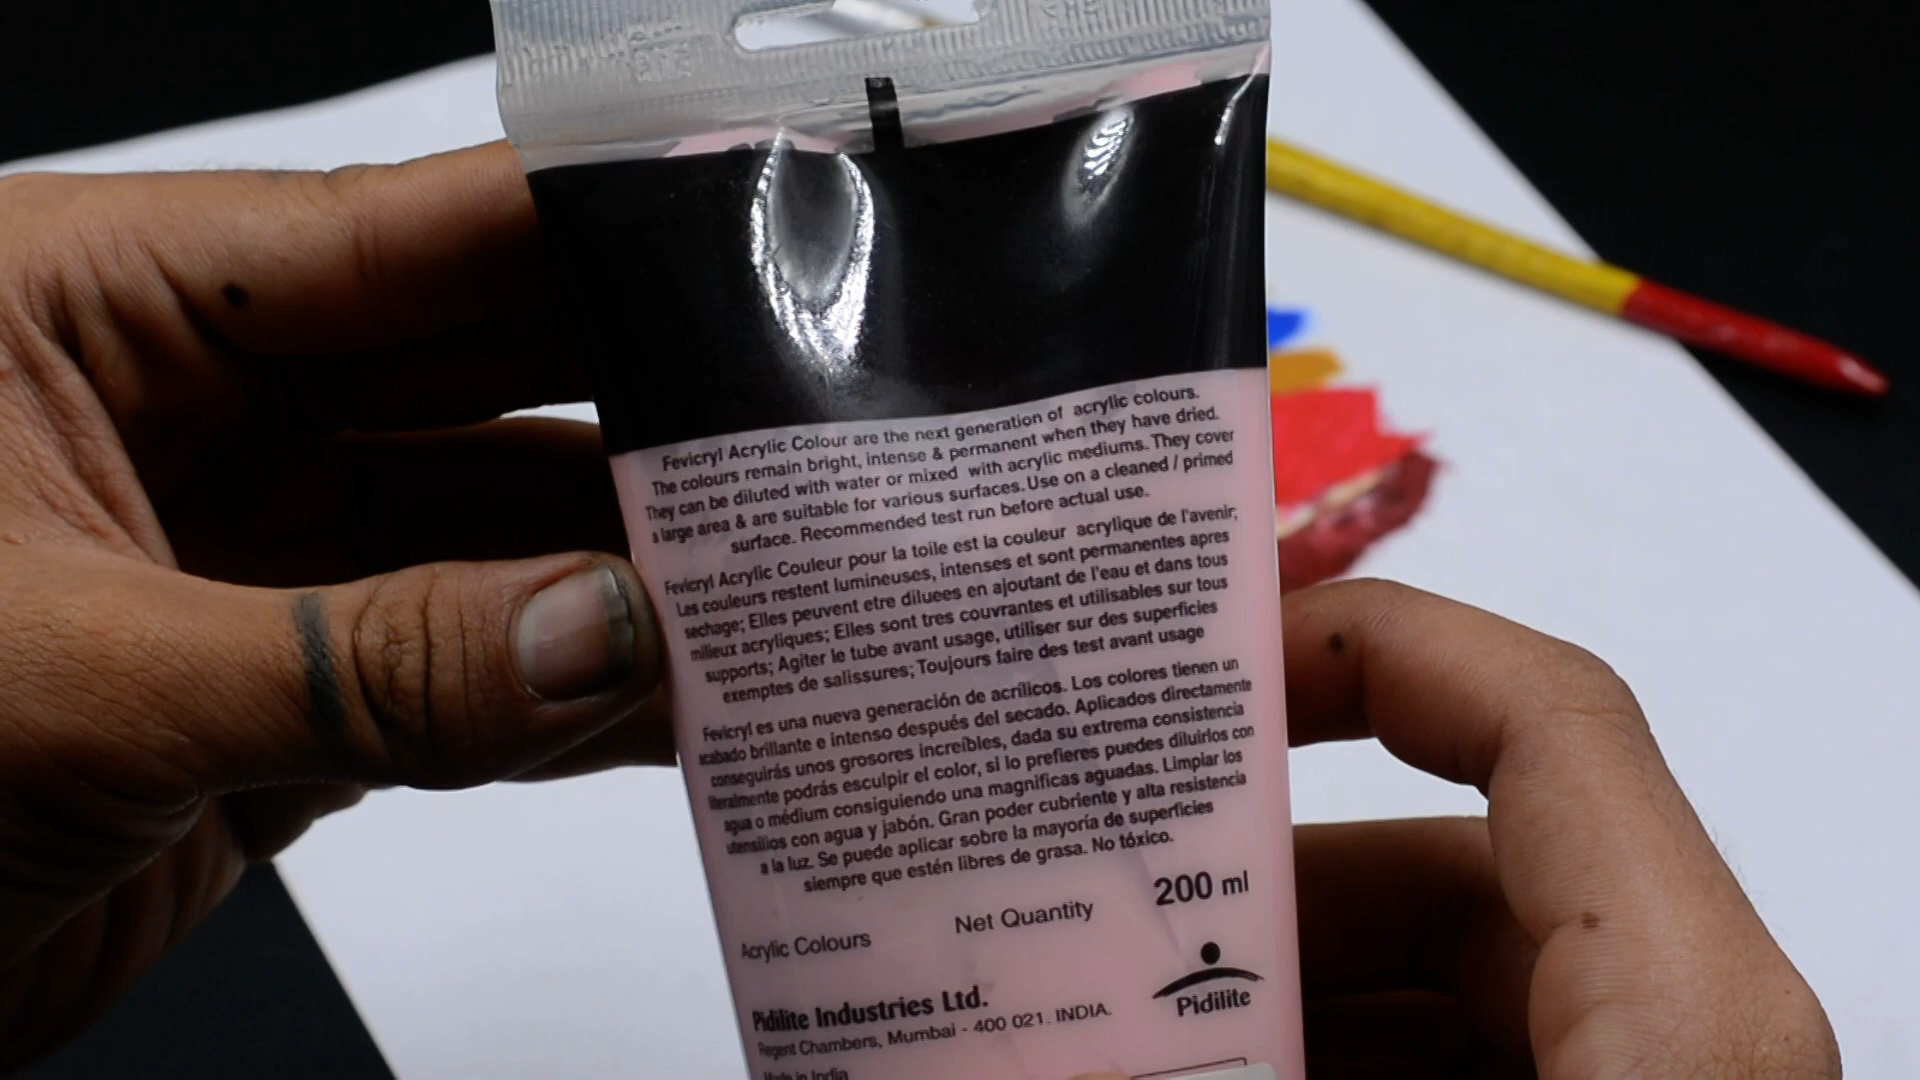 Fevicryl Acrylic Colour are the next generation of acrylic colours.
The colours remain bright, intense & permanent when they have dried.
They can be diluted with water or mixed with acrylic mediums. They cover
a large area & are suitable for various surfaces. Use on a cleaned / primed
surface. Recommended test run before actual use.
Fevicryl Acrylic Couleur pour la toile est la couleur acrylique de l'avenir;
Les couleurs restent lumineuses, intenses et sont permanentes apres
sechage; Elles peuvent etre diluees en ajoutant de l'eau et dans tous
milieux acryliques; Elles sont tres couvrantes et utilisables sur tous
supports; Agiter le tube avant usage, utiliser sur des superficies
exemptes de salissures; Toujours faire des test avant usage
Fevicryl es una nueva generación de acrílicos. Los colores tienen un
acabado brillante e intenso después del secado. Aplicados directamente
conseguirás unos grosores increíbles, dada su extrema consistencia
literalmente podrás esculpir el color, si lo prefieres puedes diluirlos con
agua o médium consiguiendo una magnificas aguadas. Limpiar los
utensilios con agua y jabón. Gran poder cubriente y alta resistencia
a la luz. Se puede aplicar sobre la mayoría de superficies
siempre que estén libres de grasa. No tóxico.
Acrylic Colours Net Quantity 200 ml
Pidilite Industries Ltd.
Regent Chambers, Mumbai - 400 021. INDIA.
Made in India
Pidilite